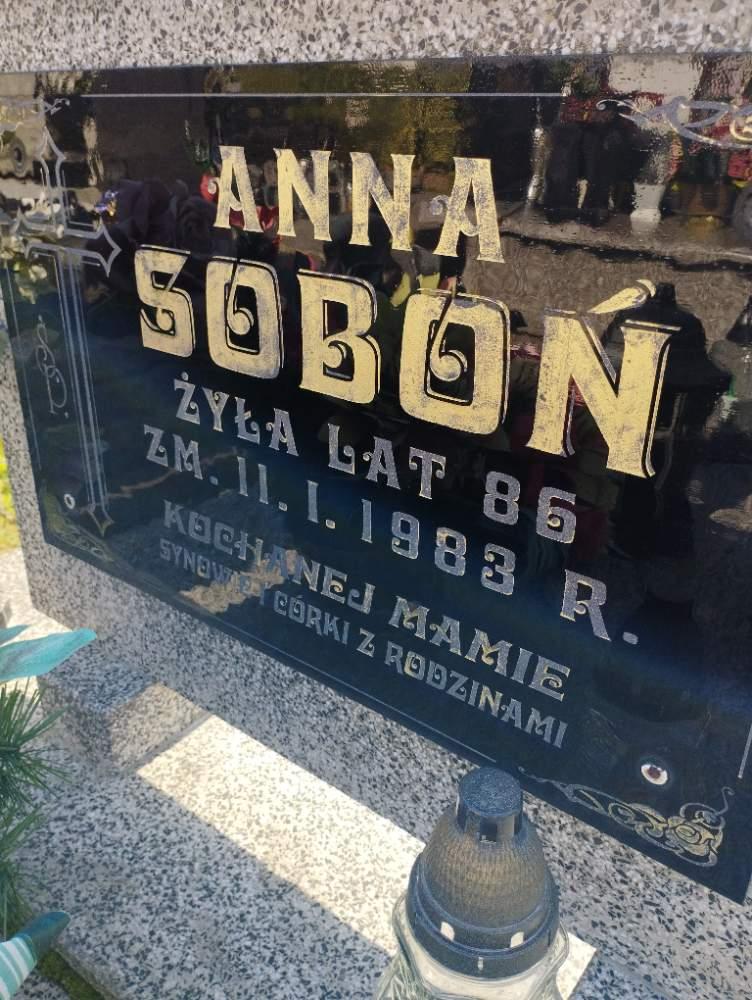 ANNA
SOBOŃ
ŻYŁA LAT 86
ZM. 11. I. 1983 R.
KOCHANEJ MAMIE
SYNOWIE I CÓRKI Z RODZINAMI